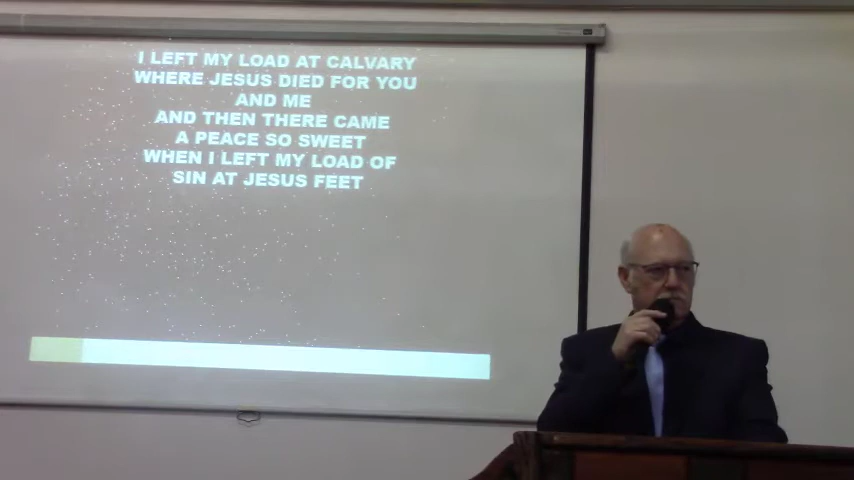 I LEFT MY LOAD AT CALVARY
WHERE JESUS DIED FOR YOU
AND ME
AND THEN THERE CAME
A PEACE SO SWEET
WHEN I LEFT MY LOAD OF
SIN AT JESUS FEET